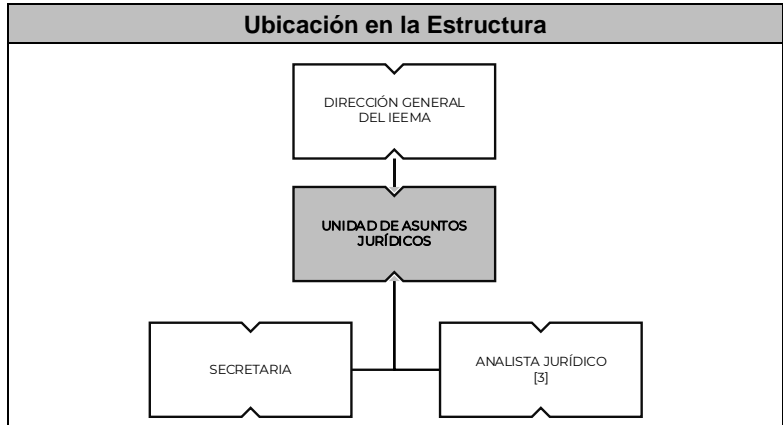 Ubicación en la Estructura
DIRECCIÓN GENERAL
DEL IEEMA
UNIDAD DE ASUNTOS
JURÍDICOS
SECRETARIA
ANALISTA JURÍDICO
[3]